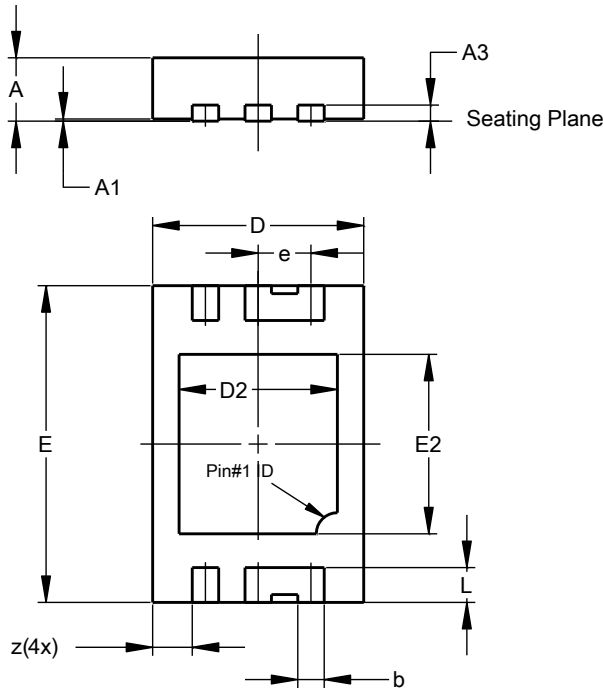 A
A3
Seating Plane
A1
D
e
D2
E
E2
Pin#1 ID
L
z(4x)
b